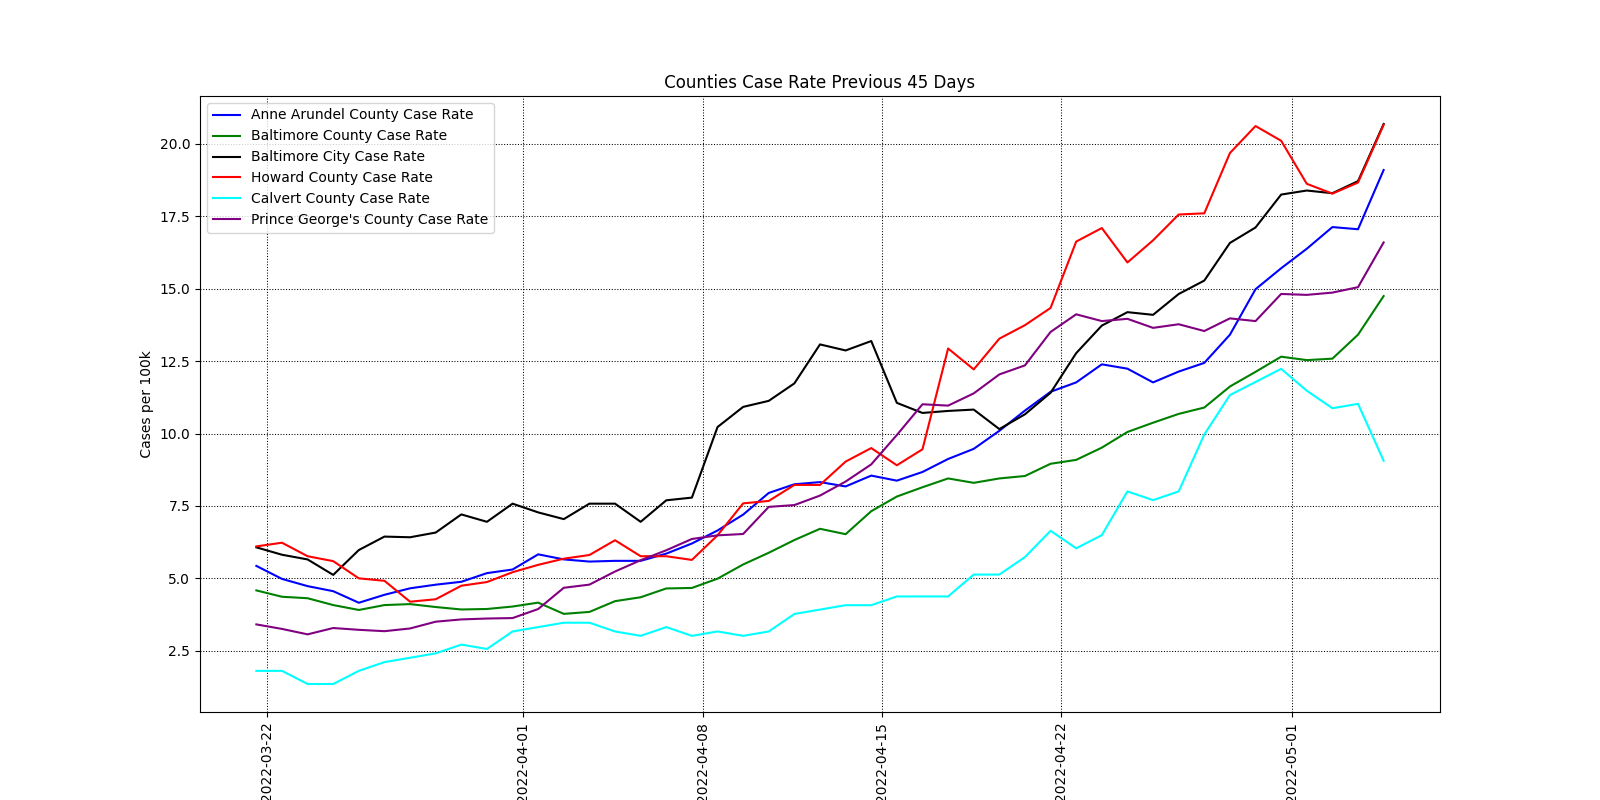 Counties Case Rate Previous 45 Days
Anne Arundel County Case Rate
Baltimore County Case Rate
Baltimore City Case Rate
Howard County Case Rate
Calvert County Case Rate
Prince George's County Case Rate
Cases per 100k
20.0
17.5
15.0
12.5
10.0
7.5
5.0
2.5
2022-03-22
2022-04-01
2022-04-08
2022-04-15
2022-04-22
2022-05-01